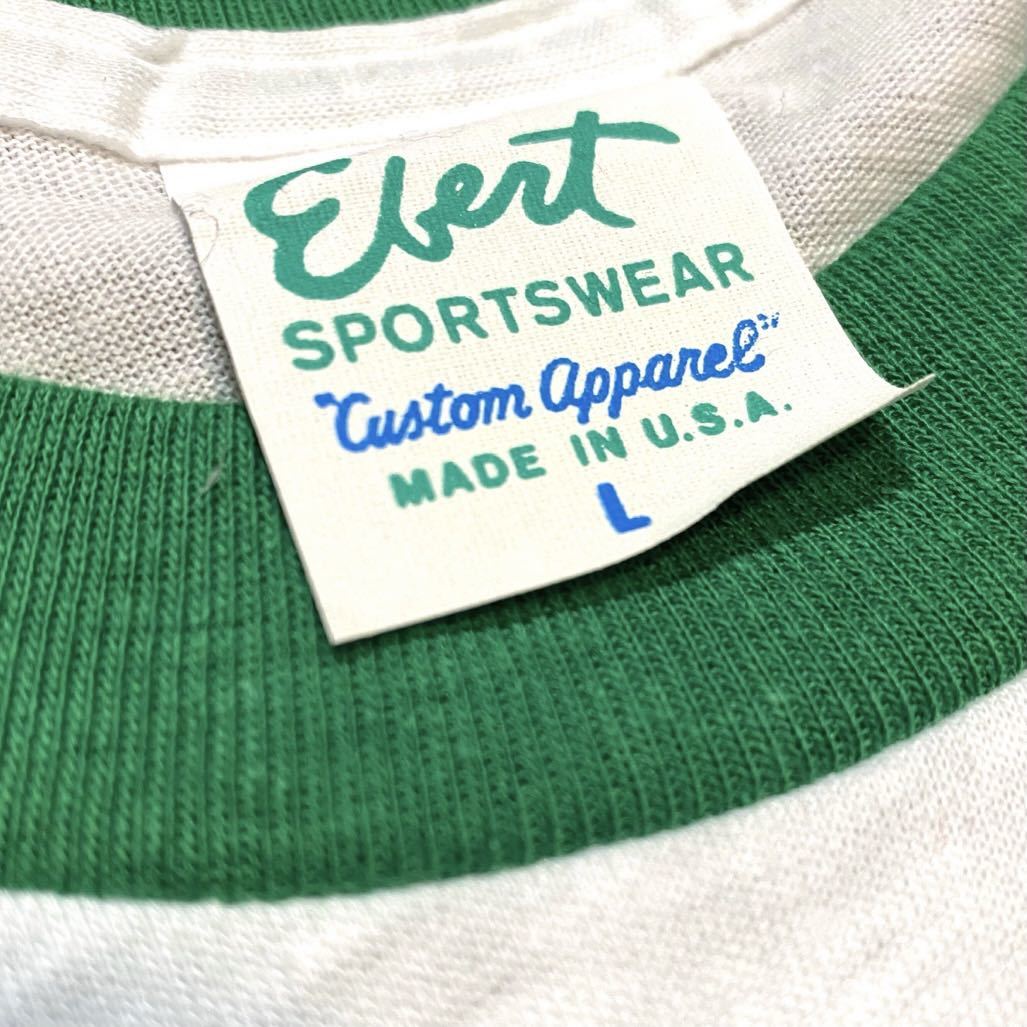 Ebert
SPORTSWEAR
"Custom Apparel"
MADE IN U.S.A.
L